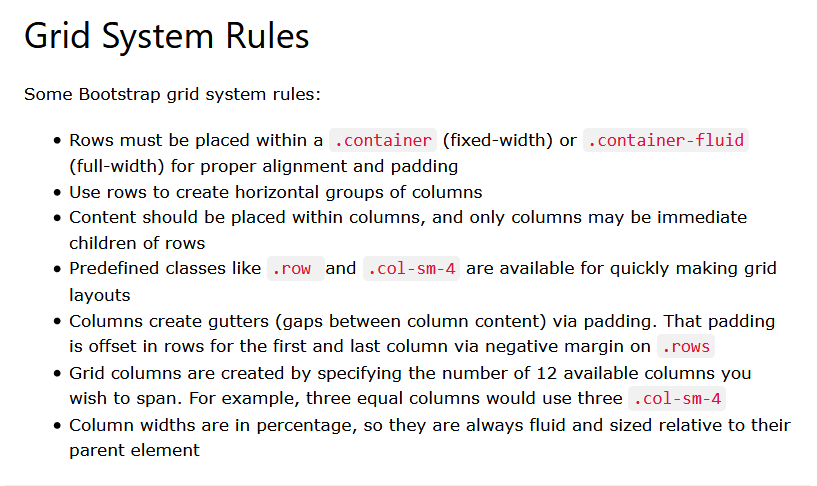 Grid System Rules
Some Bootstrap grid system rules:
• Rows must be placed within a .container (fixed-width) or .container-fluid
(full-width) for proper alignment and padding
• Use rows to create horizontal groups of columns
• Content should be placed within columns, and only columns may be immediate
children of rows
• Predefined classes like .row and .col-sm-4 are available for quickly making grid
layouts
• Columns create gutters (gaps between column content) via padding. That padding
is offset in rows for the first and last column via negative margin on .rows
• Grid columns are created by specifying the number of 12 available columns you
wish to span. For example, three equal columns would use three .col-sm-4
• Column widths are in percentage, so they are always fluid and sized relative to their
parent element